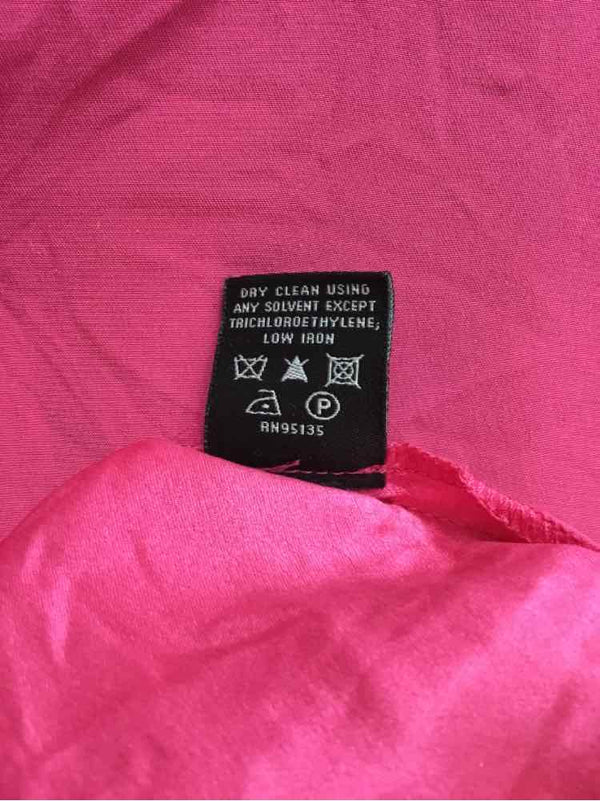 DRY CLEAN USING
ANY SOLVENT EXCEPT
TRICHLOROETHYLENE;
LOW IRON
P
RN95135